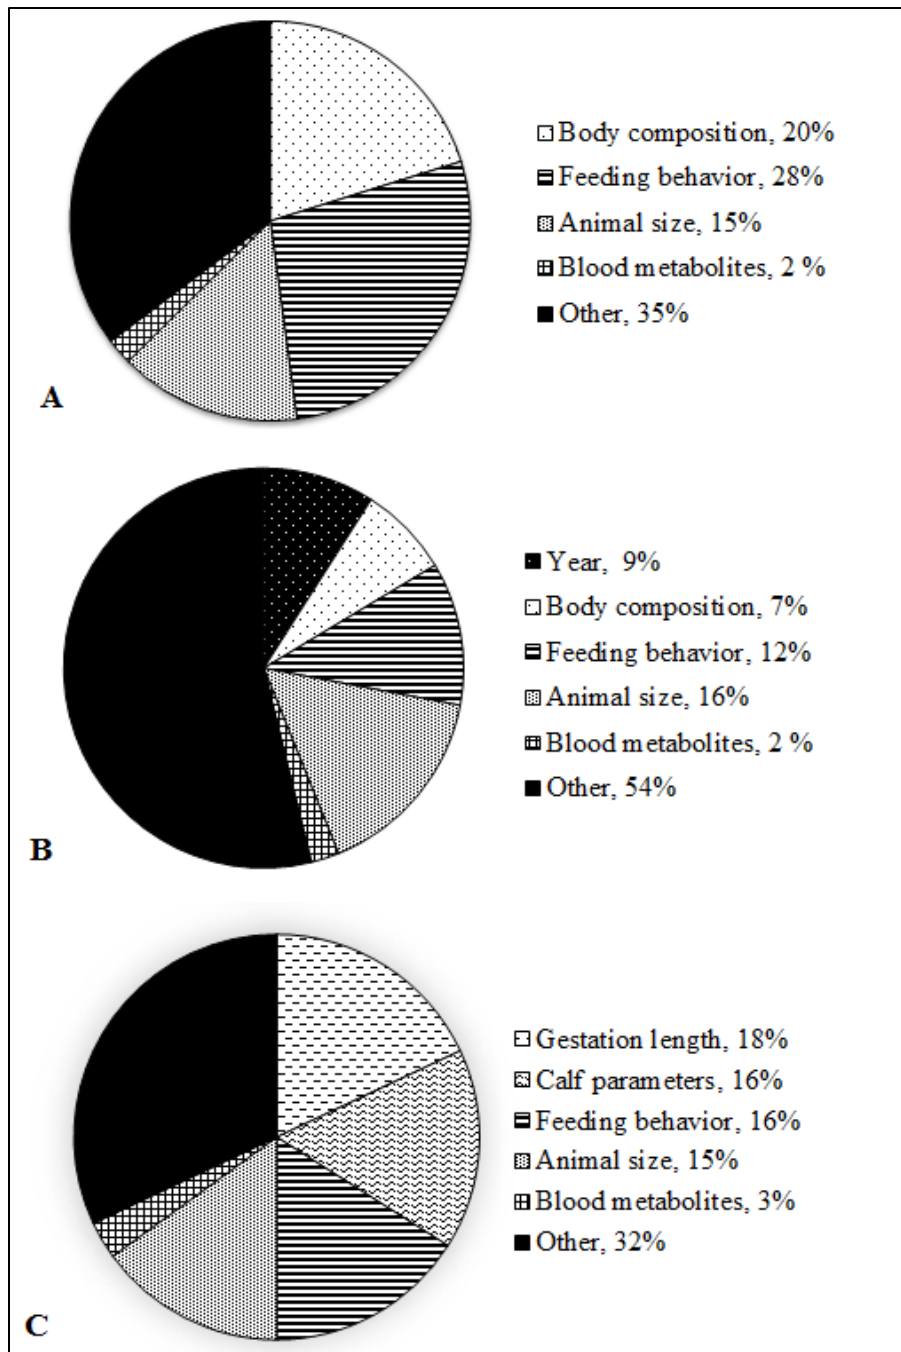 Body composition, 20%
Feeding behavior, 28%
Animal size, 15%
Blood metabolites, 2 %
Other, 35%
A
Year, 9%
Body composition, 7%
Feeding behavior, 12%
Animal size, 16%
Blood metabolites, 2 %
Other, 54%
B
Gestation length, 18%
Calf parameters, 16%
Feeding behavior, 16%
Animal size, 15%
Blood metabolites, 3%
Other, 32%
C